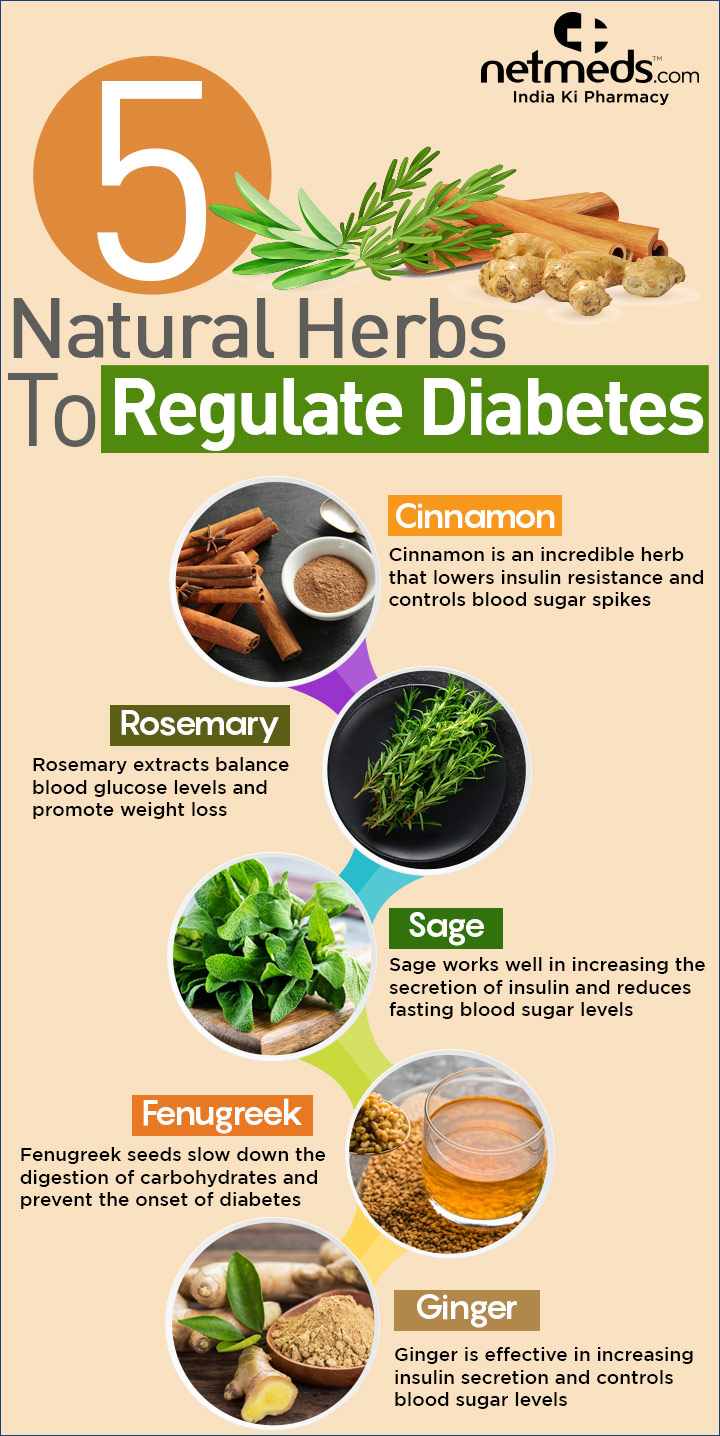 netmeds.com™
India Ki Pharmacy
5
Natural Herbs
To Regulate Diabetes
Cinnamon
Cinnamon is an incredible herb
that lowers insulin resistance and
controls blood sugar spikes
Rosemary
Rosemary extracts balance
blood glucose levels and
promote weight loss
Sage
Sage works well in increasing the
secretion of insulin and reduces
fasting blood sugar levels
Fenugreek
Fenugreek seeds slow down the
digestion of carbohydrates and
prevent the onset of diabetes
Ginger
Ginger is effective in increasing
insulin secretion and controls
blood sugar levels